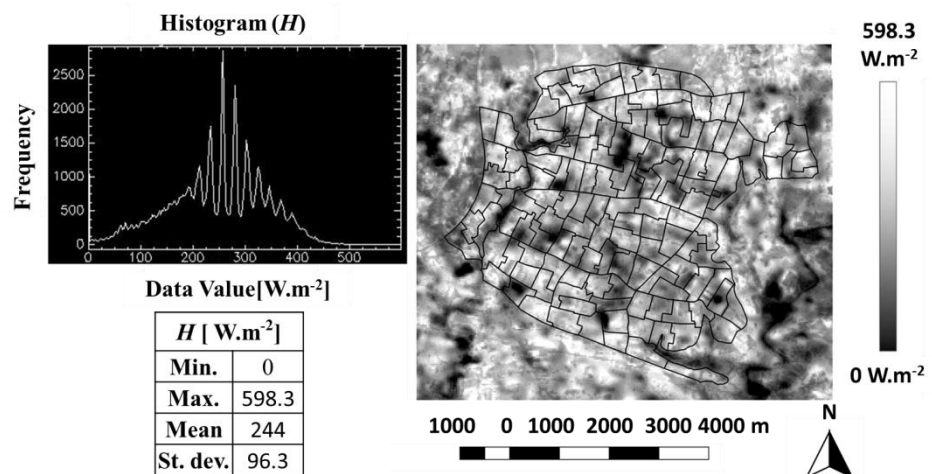 Histogram (H)
Frequency
2500
2000
1500
1000
500
0
0 100 200 300 400 500
Data Value[W.m-2]
H [ W.m-2]
Min. 0
Max. 598.3
Mean 244
St. dev. 96.3
598.3
W.m-2
0 W.m-2
1000 0 1000 2000 3000 4000 m
N